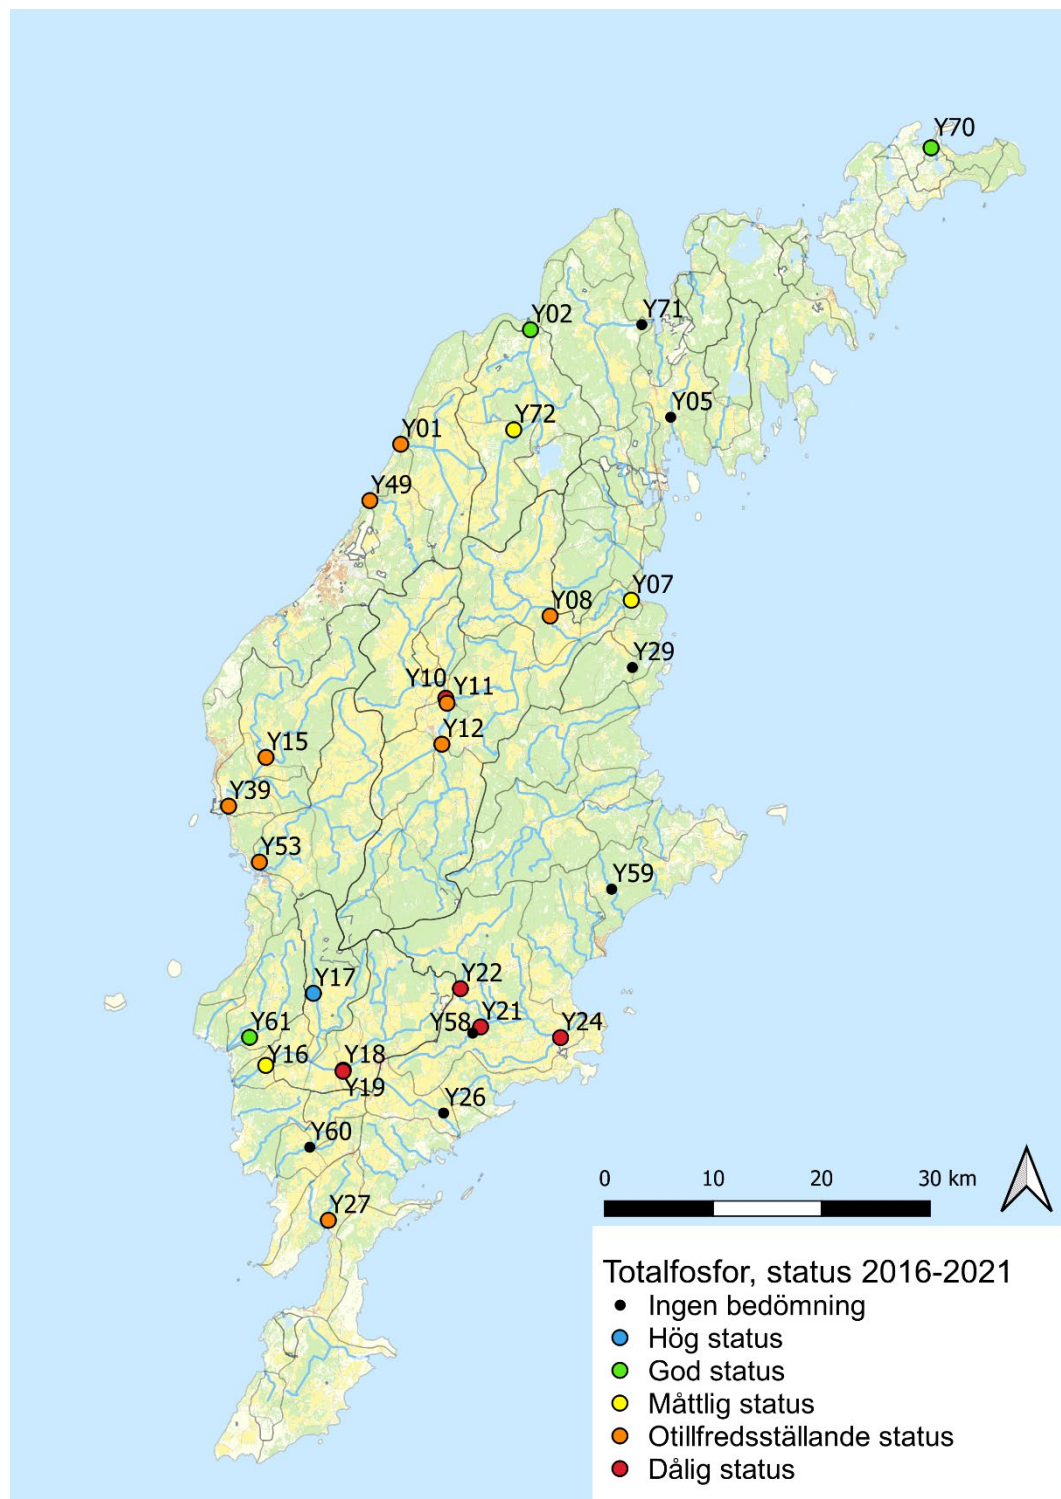 Y70
Y02
Y71
Y05
Y72
Y01
Y49
Y07
Y08
Y29
Y10
Y11
Y12
Y15
Y39
Y53
Y59
Y17
Y22
Y21
Y58
Y24
Y61
Y16
Y18
Y19
Y26
Y60
Y27
0 10 20 30 km
Totalfosfor, status 2016-2021
Ingen bedömning
Hög status
God status
Måttlig status
Otillfredsställande status
Dålig status